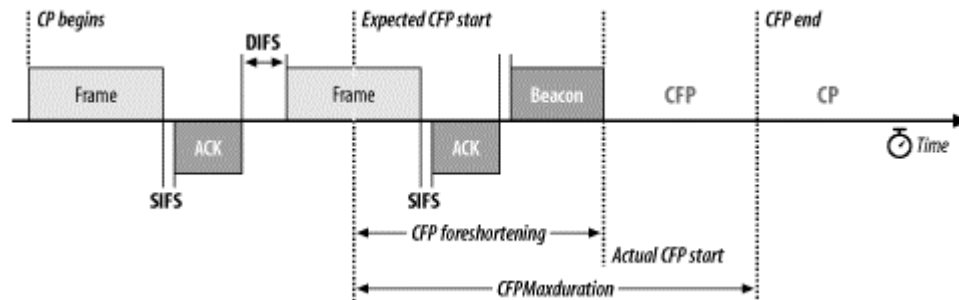 CP begins
Expected CFP start
CFP end
DIFS
Frame
Frame
Beacon
CFP
CP
ACK
ACK
Time
SIFS
SIFS
CFP foreshortening
Actual CFP start
CFPMaxduration